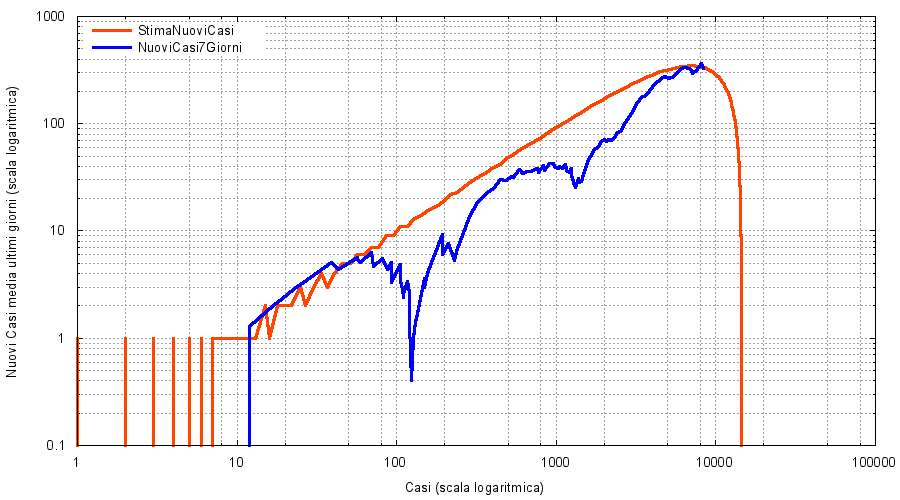 1000
StimaNuoviCasi
NuoviCasi7Giorni
100
10
1
0.1
Nuovi Casi media ultimi giorni (scala logaritmica)
1 10 100 1000 10000 100000
Casi (scala logaritmica)